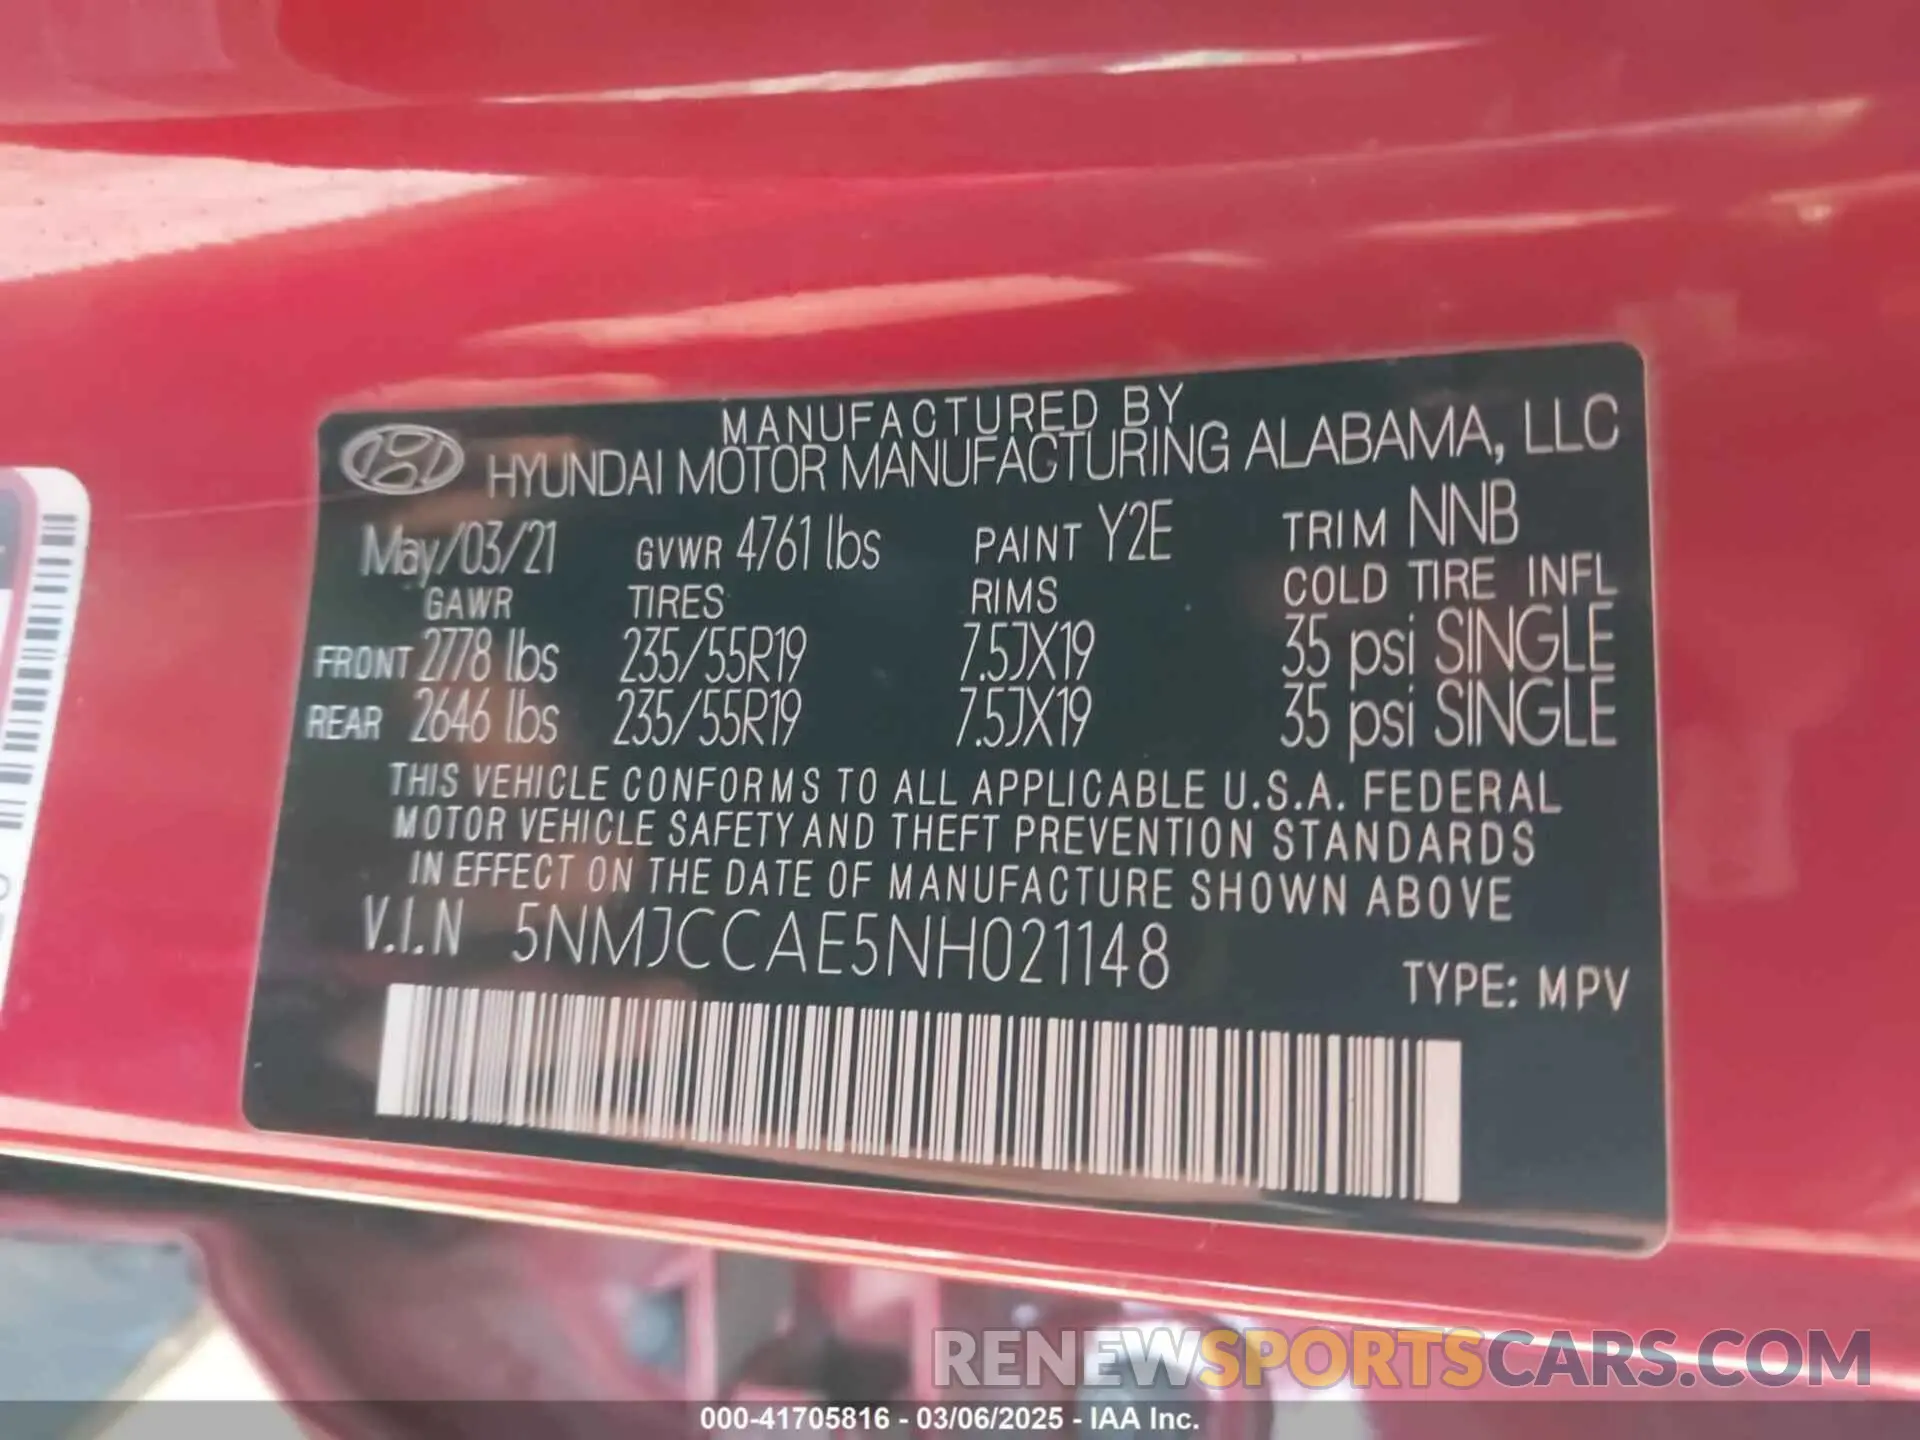 MANUFACTURED BY
HYUNDAI MOTOR MANUFACTURING ALABAMA, LLC
May/03/21 GVWR 4761 lbs PAINT Y2E TRIM NNB
GAWR TIRES RIMS COLD TIRE INFL
FRONT 2778 lbs 235/55R19 7.5JX19 35 psi SINGLE
REAR 2646 lbs 235/55R19 7.5JX19 35 psi SINGLE
THIS VEHICLE CONFORMS TO ALL APPLICABLE U.S.A. FEDERAL
MOTOR VEHICLE SAFETY AND THEFT PREVENTION STANDARDS
IN EFFECT ON THE DATE OF MANUFACTURE SHOWN ABOVE
V.I.N 5NMJCCAE5NH021148
TYPE: MPV
RENEWSPORTSCARS.COM
000-41705816 - 03/06/2025 - IAA Inc.